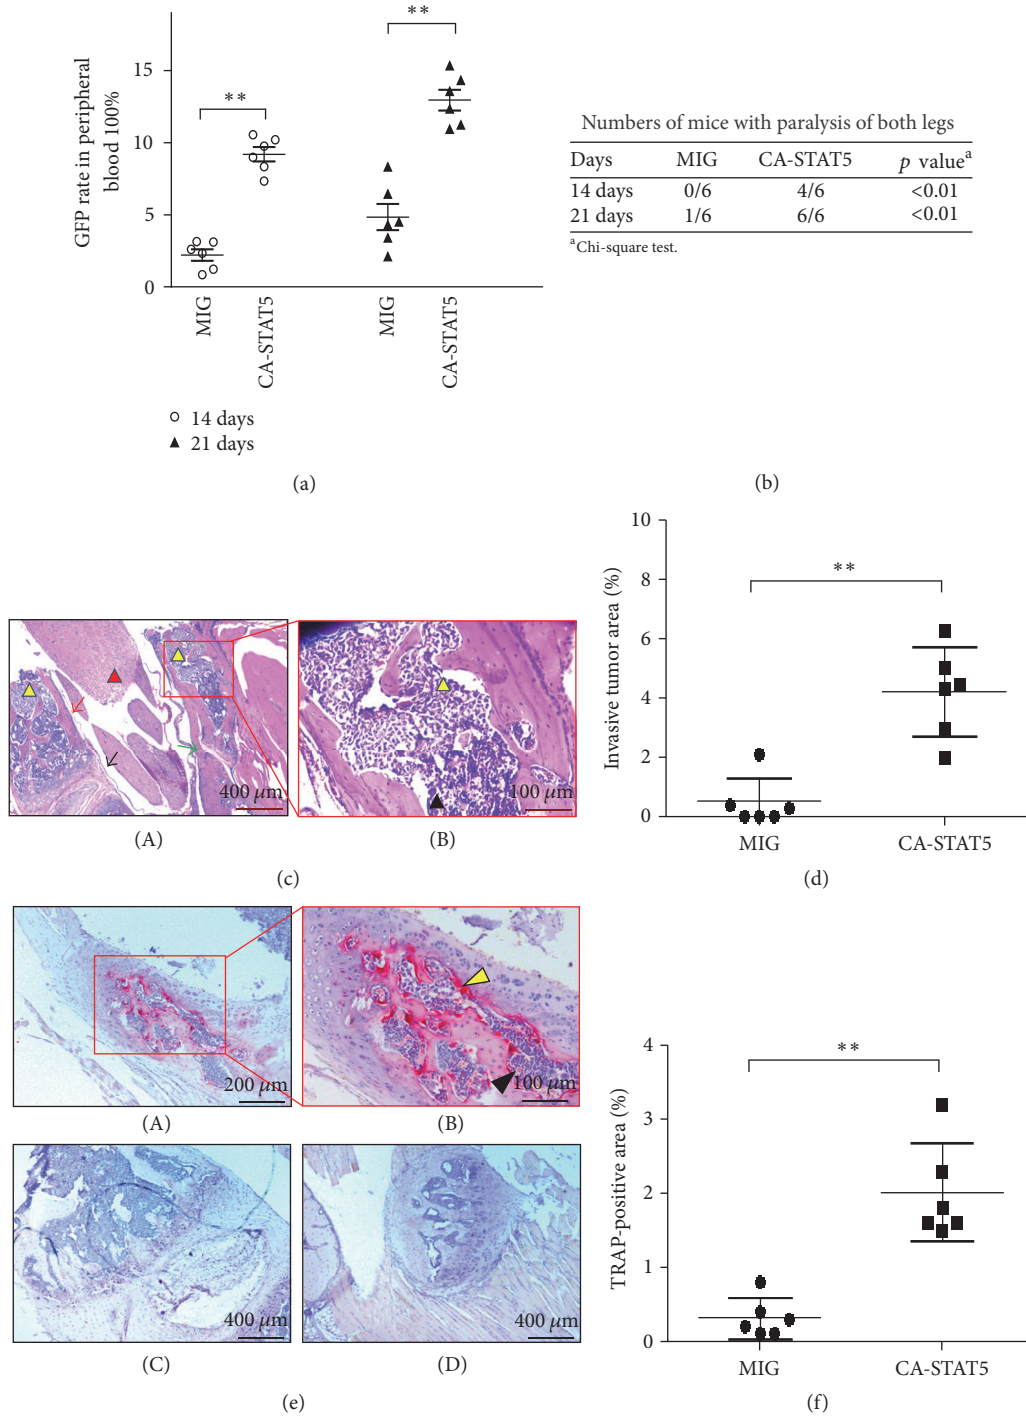 **
**
GFP rate in peripheral
blood 100%
15
10
5
0
MIG
CA-STAT5
MIG
CA-STAT5
14 days
21 days
(a)
Numbers of mice with paralysis of both legs
Days MIG CA-STAT5 p value^a
14 days 0/6 4/6 <0.01
21 days 1/6 6/6 <0.01
^a Chi-square test.
(b)
400 μm
100 μm
(A)
(B)
(c)
Invasive tumor area (%)
10
8
6
4
2
0
**
MIG
CA-STAT5
(d)
200 μm
100 μm
(A)
(B)
400 μm
400 μm
(C)
(D)
(e)
TRAP-positive area (%)
4
3
2
1
0
**
MIG
CA-STAT5
(f)